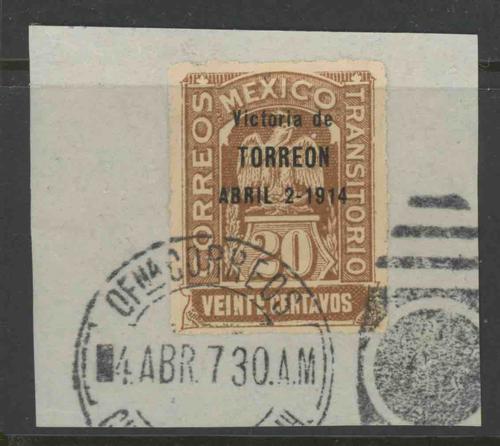 MEXICO
CORREOS
TRANSITORIO
Victoria de
TORREON
ABRIL 2-1914
20
VEINTE CENTAVOS
OFNA CORREO
4 ABR. 7 30 A.M